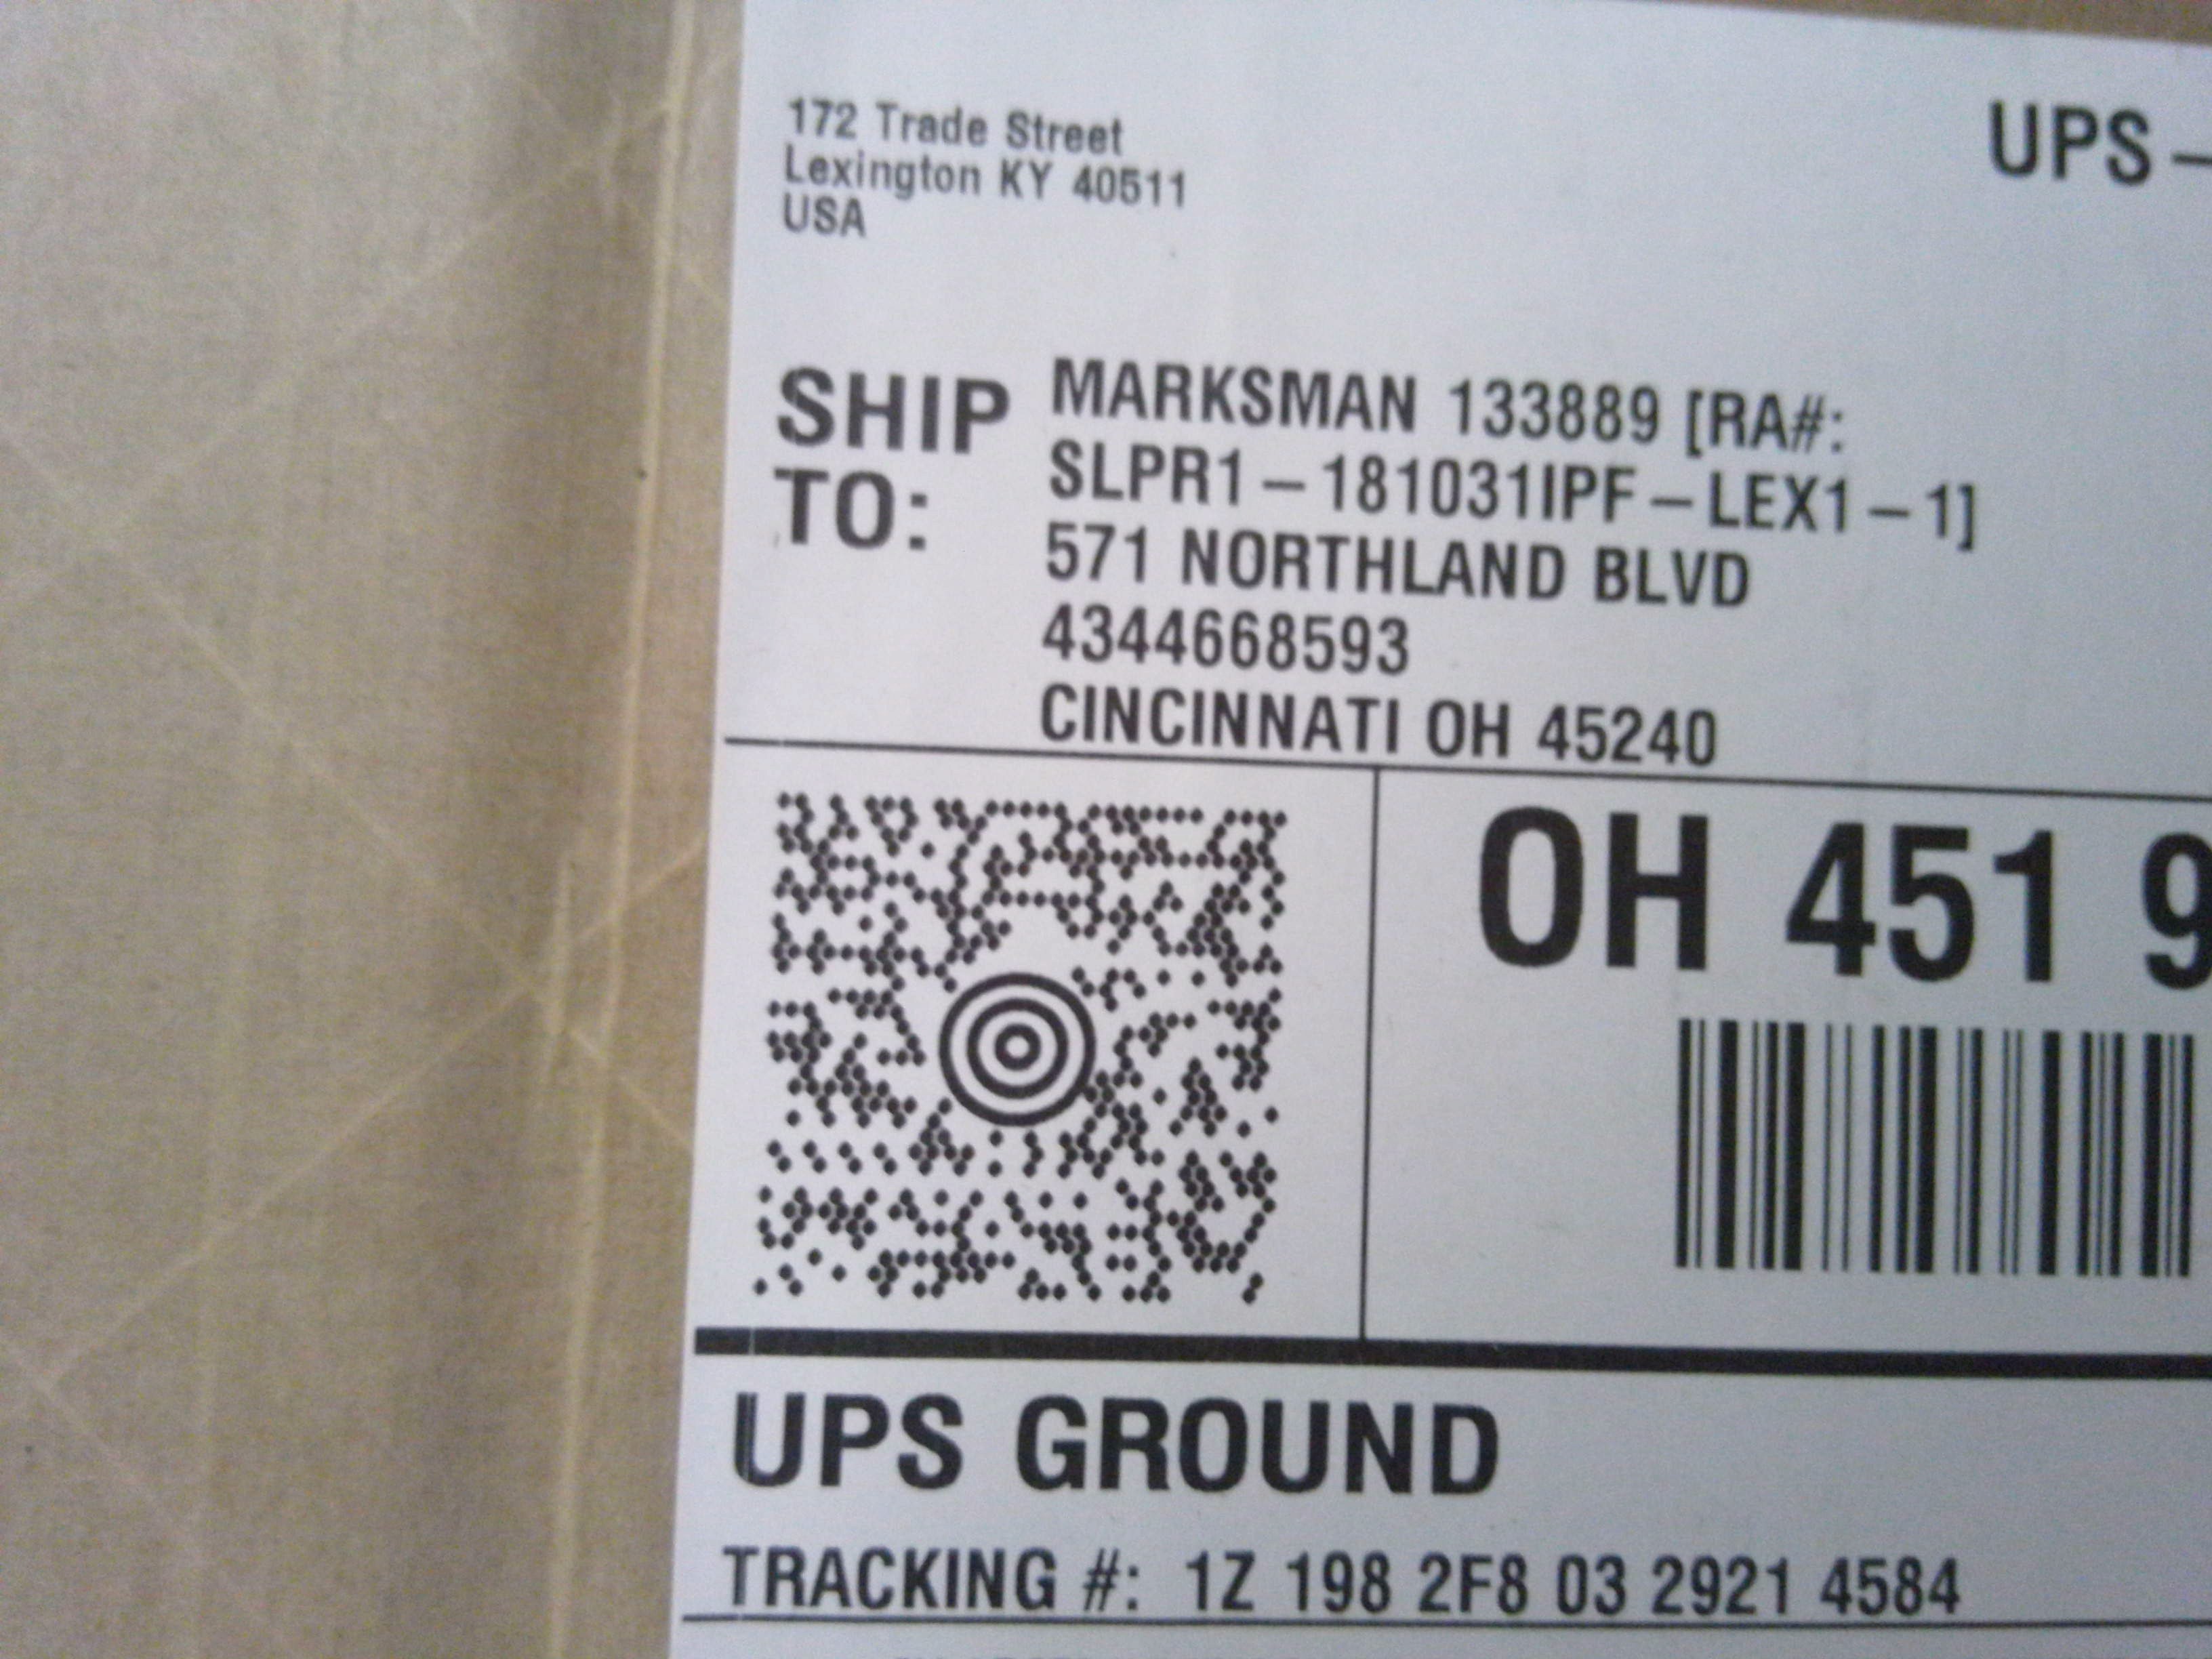 172 Trade Street
Lexington KY 40511
USA
UPS –
SHIP TO:
MARKSMAN 133889 [RA#:
SLPR1 – 181031IPF – LEX1 – 1]
571 NORTHLAND BLVD
4344668593
CINCINNATI OH 45240
OH 451 9
UPS GROUND
TRACKING #: 1Z 198 2F8 03 2921 4584